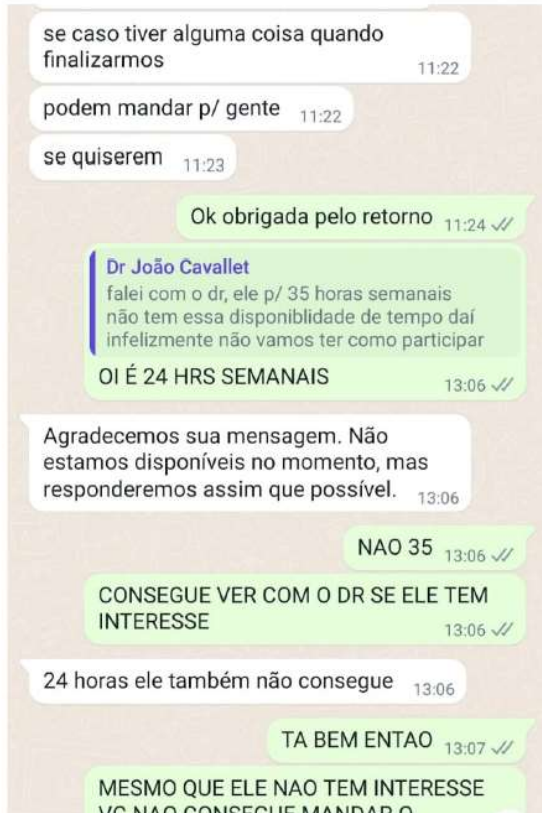 se caso tiver alguma coisa quando
finalizarmos
11:22
podem mandar p/ gente 11:22
se quiserem 11:23
Ok obrigada pelo retorno 11:24
Dr João Cavallet
falei com o dr, ele p/ 35 horas semanais
não tem essa disponiblidade de tempo daí
infelizmente não vamos ter como participar
OI É 24 HRS SEMANAIS 13:06
Agradecemos sua mensagem. Não
estamos disponíveis no momento, mas
responderemos assim que possível. 13:06
NAO 35 13:06
CONSEGUE VER COM O DR SE ELE TEM
INTERESSE 13:06
24 horas ele também não consegue 13:06
TA BEM ENTAO 13:07
MESMO QUE ELE NAO TEM INTERESSE
VC NAO CONSEGUE MANDAR O